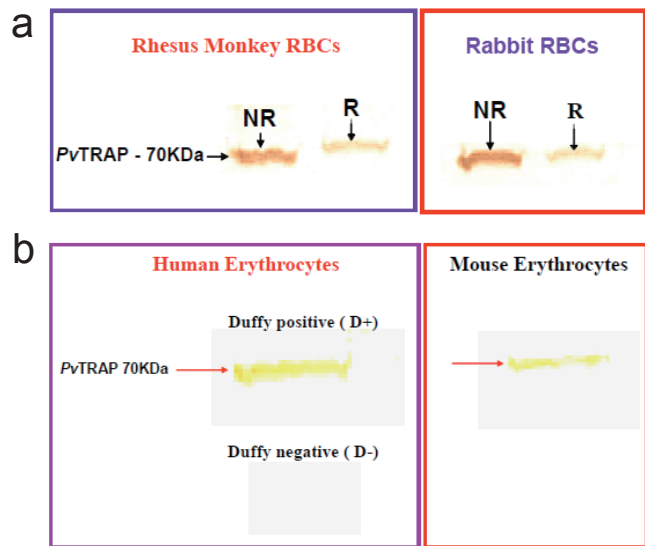 a
Rhesus Monkey RBCs
NR
R
PvTRAP - 70KDa
Rabbit RBCs
NR
R
b
Human Erythrocytes
Duffy positive ( D+)
PvTRAP 70KDa
Duffy negative ( D-)
Mouse Erythrocytes